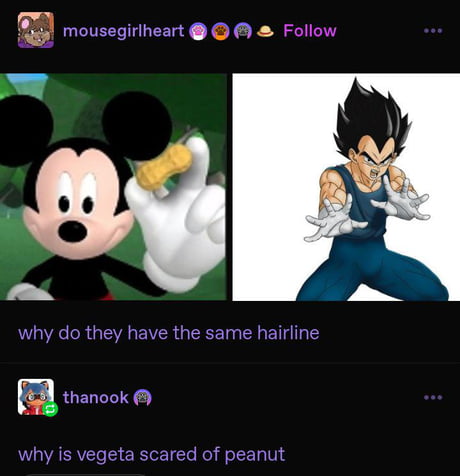 mousegirlheart Follow
why do they have the same hairline
thanook
why is vegeta scared of peanut